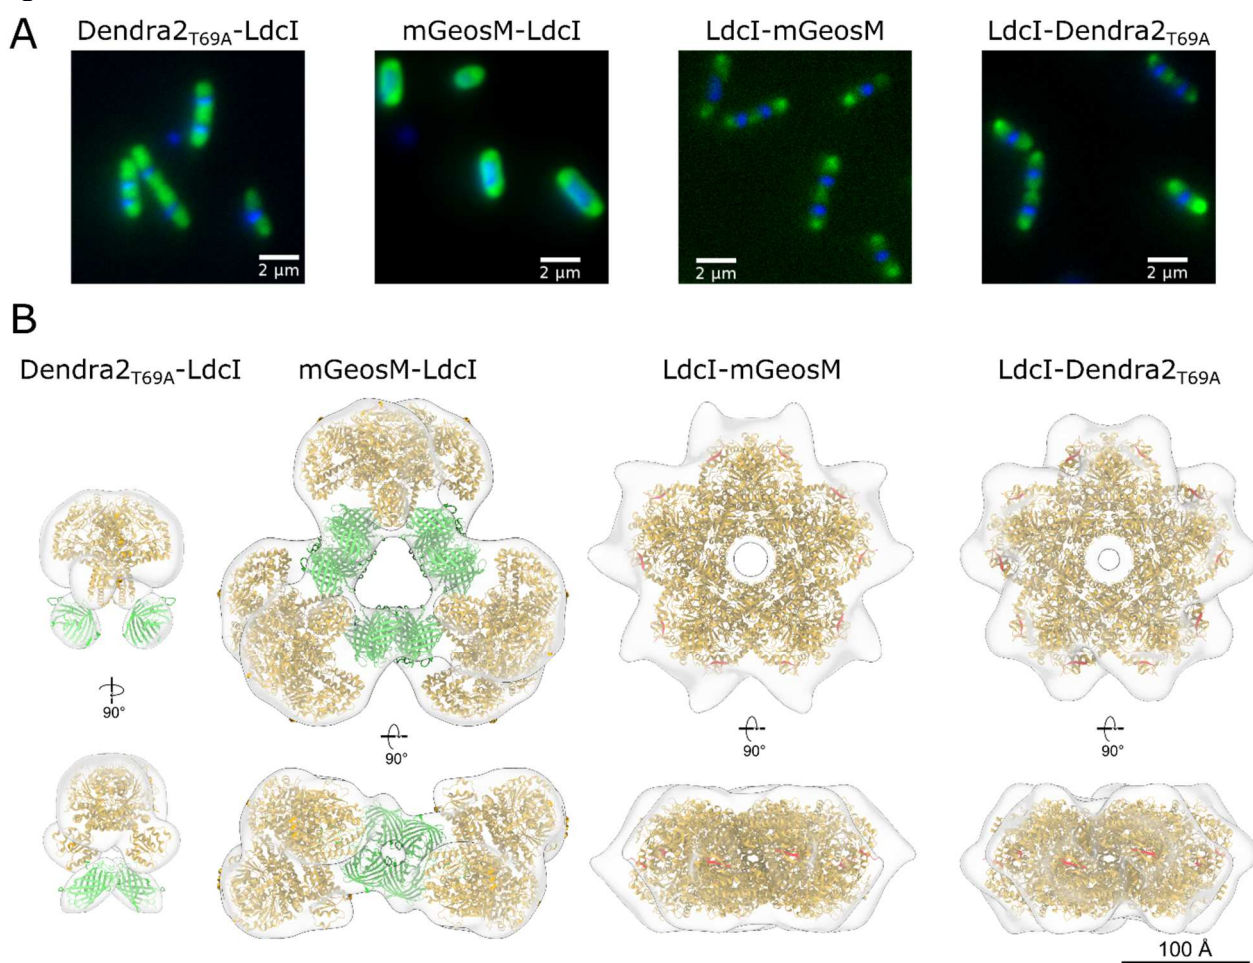 A
Dendra2T69A-LdcI mGeosM-LdcI LdcI-mGeosM LdcI-Dendra2T69A
2 μm 2 μm 2 μm 2 μm
B
Dendra2T69A-LdcI mGeosM-LdcI LdcI-mGeosM LdcI-Dendra2T69A
90°
90° 90° 90°
100 Å